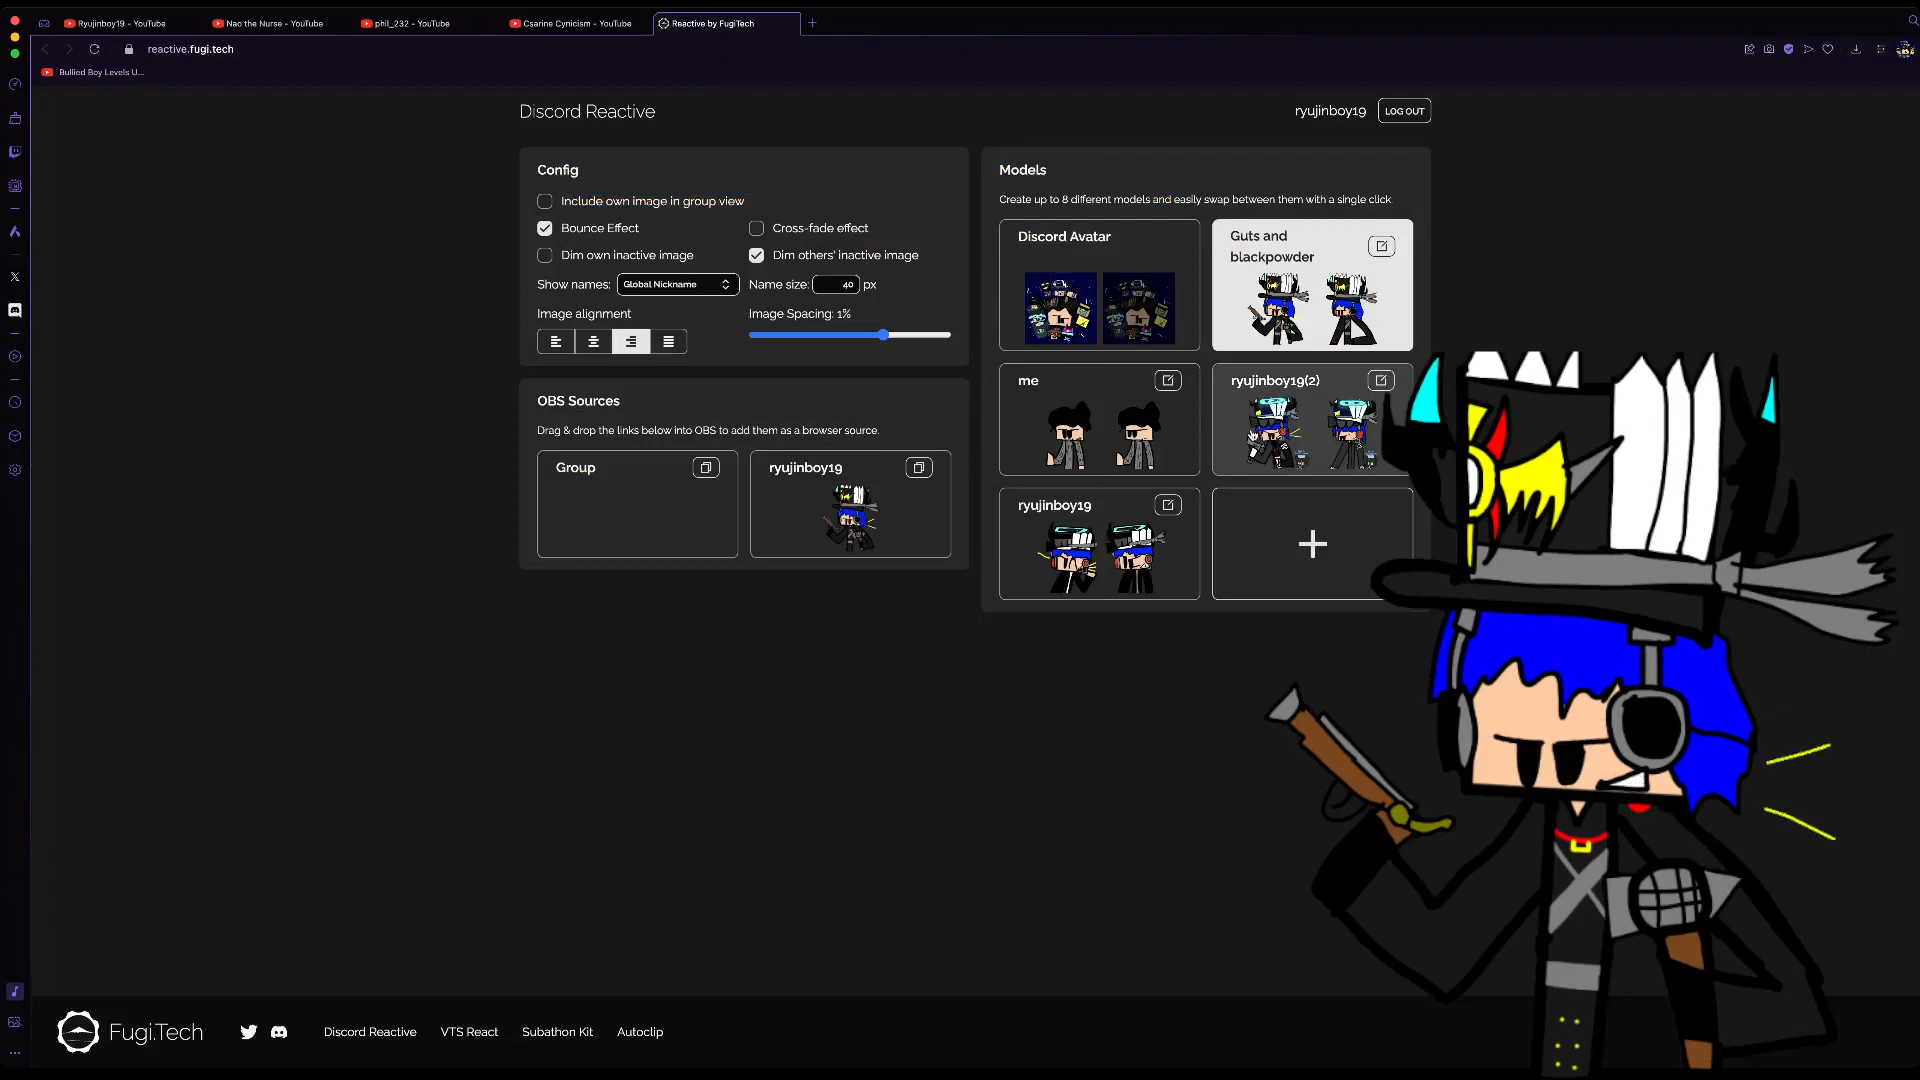 Ryujinboy19 - YouTube
Nao the Nurse - YouTube
phil_232 - YouTube
Csarine Cynicism - YouTube
Reactive by FugiTech
reactive.fugi.tech
Bullied Boy Levels U...
Discord Reactive
ryujinboy19
LOG OUT
Config
Include own image in group view
Bounce Effect
Cross-fade effect
Dim own inactive image
Dim others' inactive image
Show names:
Global Nickname
Name size:
40
px
Image alignment
Image Spacing: 1%
OBS Sources
Drag & drop the links below into OBS to add them as a browser source.
Group
ryujinboy19
Models
Create up to 8 different models and easily swap between them with a single click.
Discord Avatar
Guts and
blackpowder
me
ryujinboy19(2)
ryujinboy19
FugiTech
Discord Reactive
VTS React
Subathon Kit
Autoclip